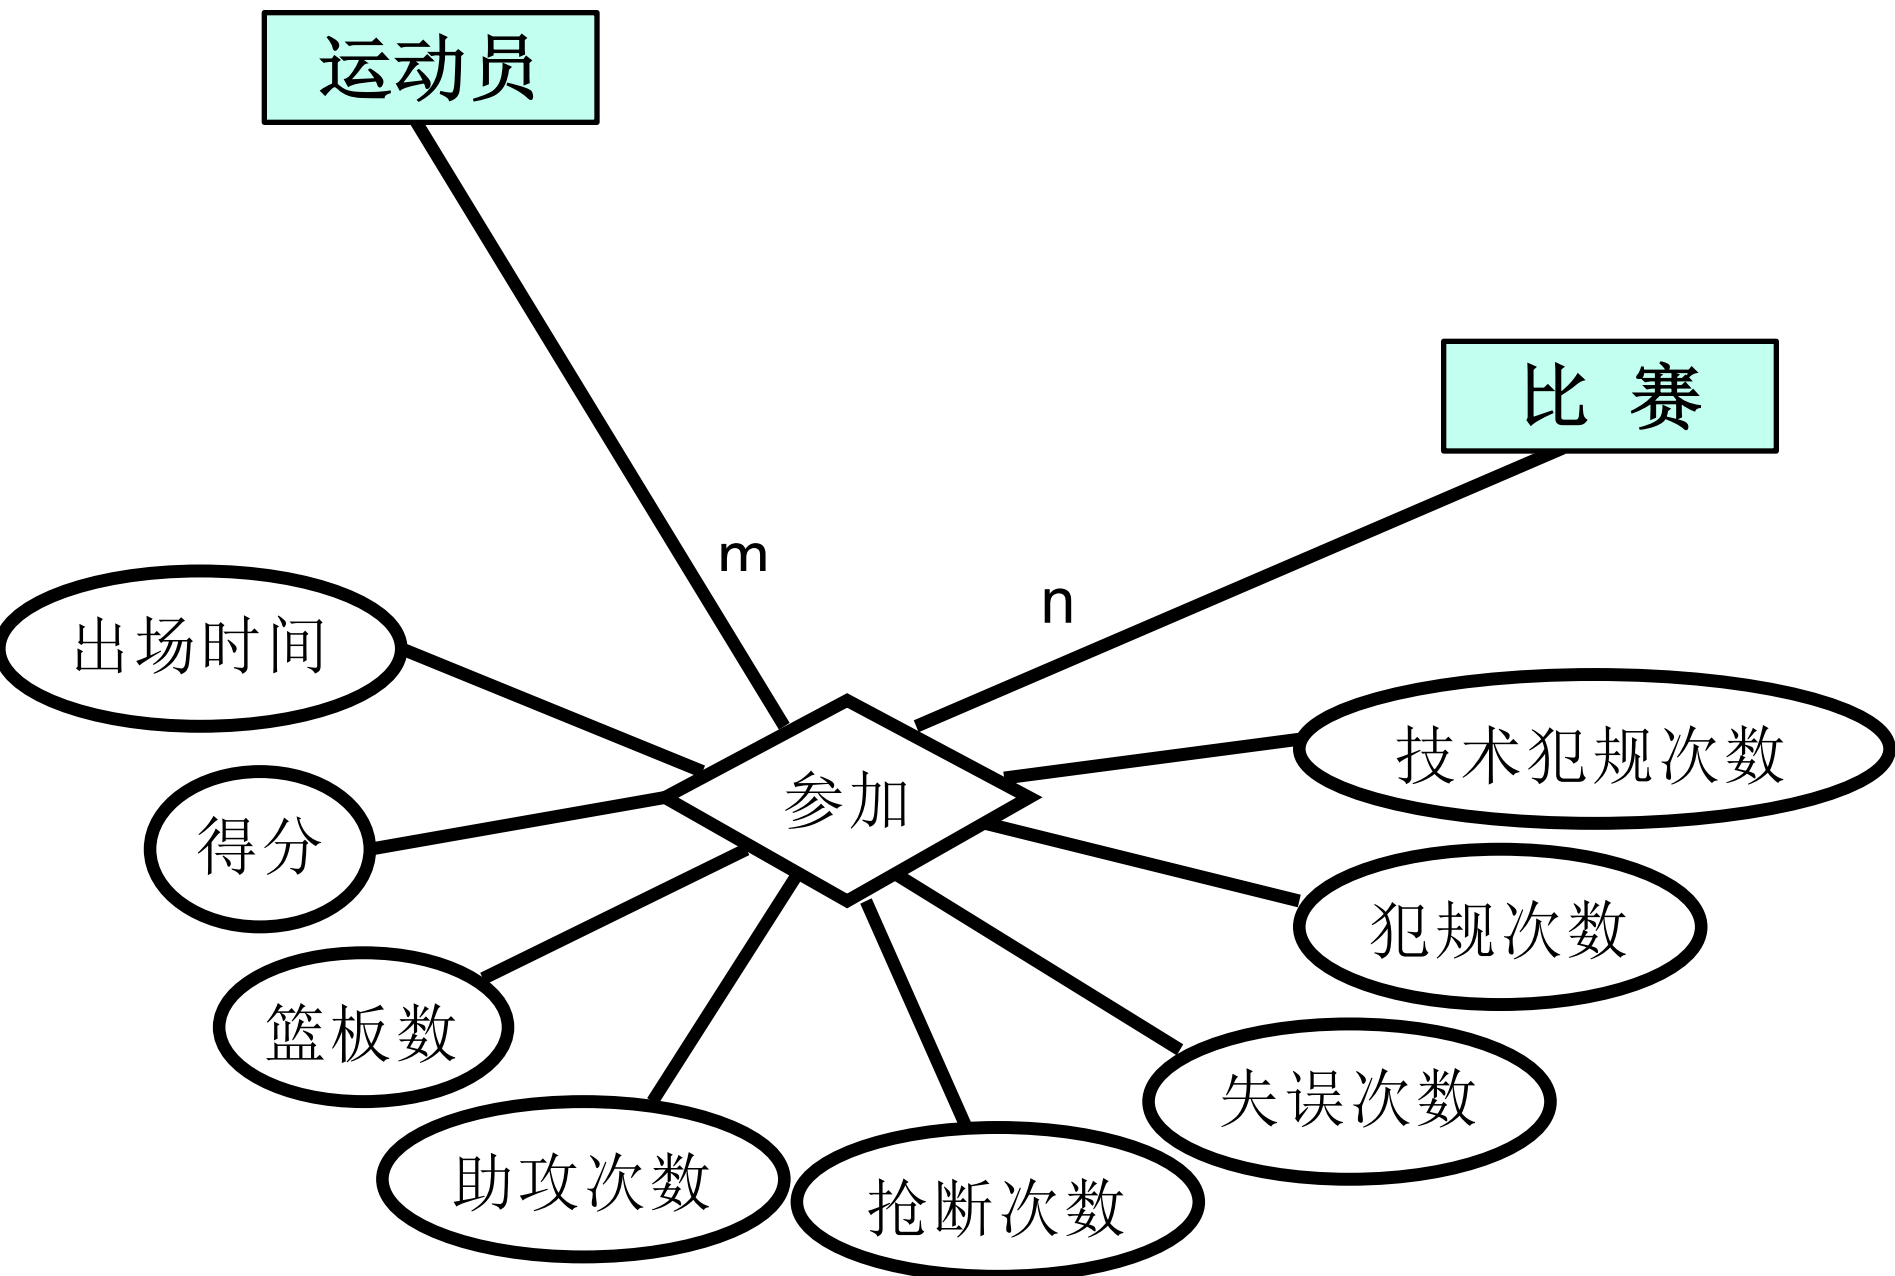 运动员
比 赛
m
n
出场时间
参加
技术犯规次数
得分
犯规次数
篮板数
失误次数
助攻次数
抢断次数